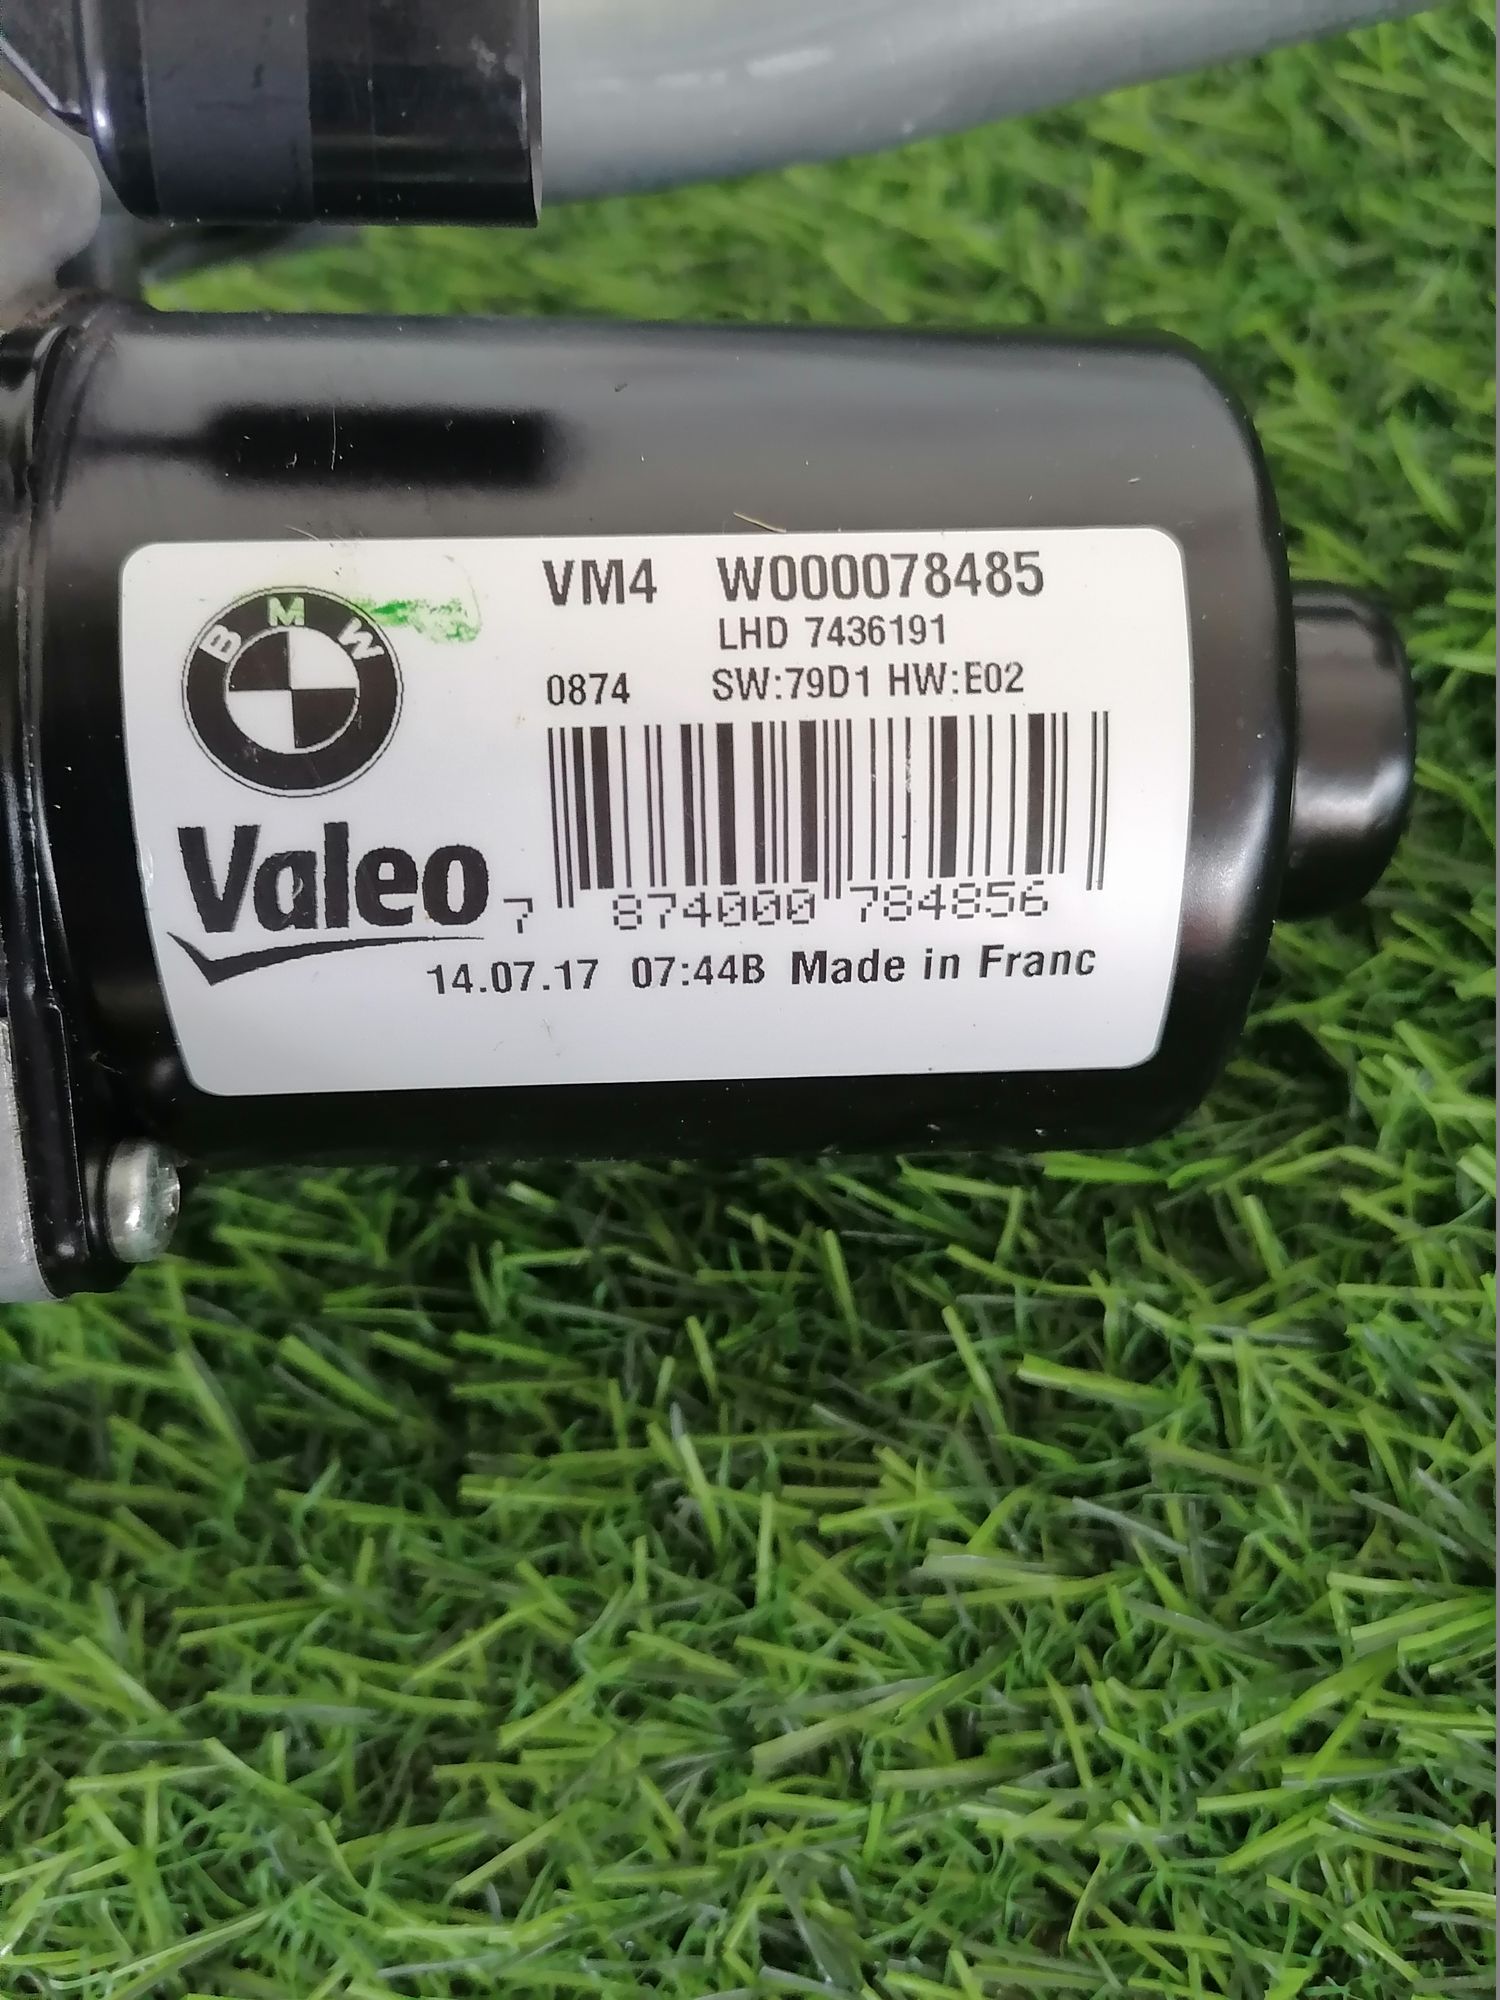 BMW
VM4 W000078485
LHD 7436191
0874 SW:79D1 HW:E02
Valeo
7 874000 784856
14.07.17 07:44B Made in Franc